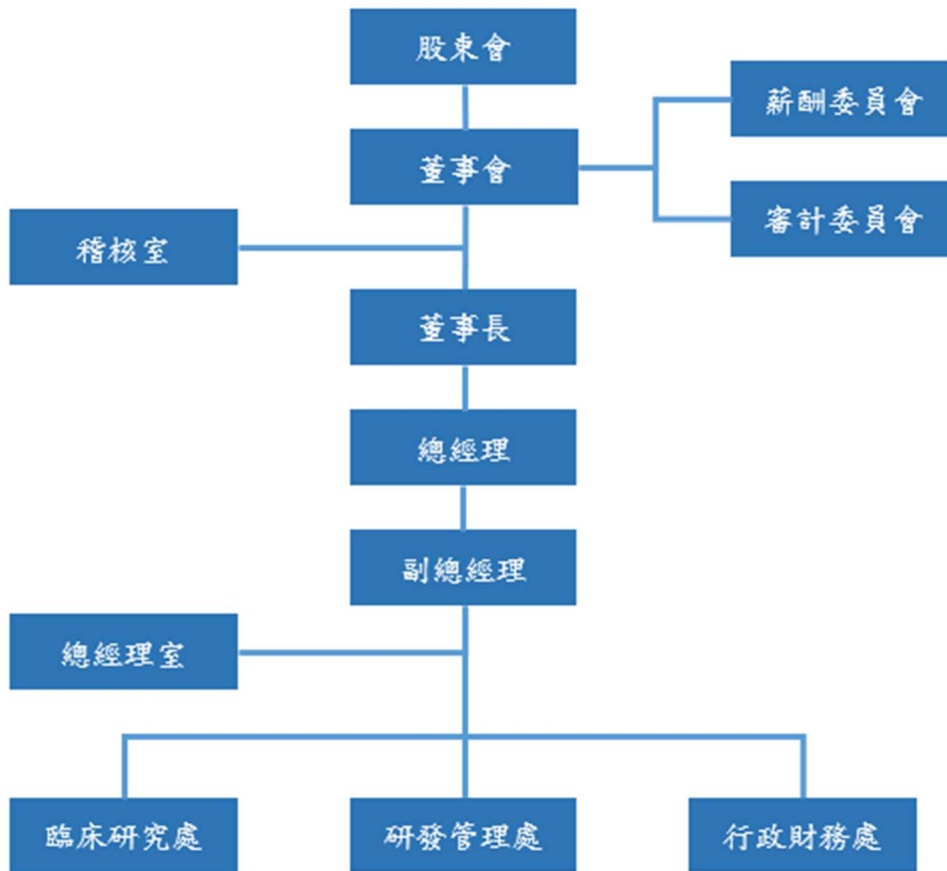 股東會
薪酬委員會
董事會
審計委員會
稽核室
董事長
總經理
副總經理
總經理室
臨床研究處
研發管理處
行政財務處